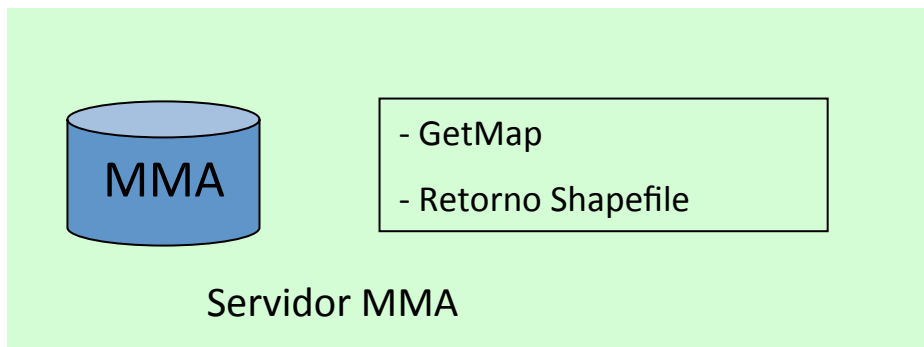 MMA
- GetMap
- Retorno Shapefile
Servidor MMA